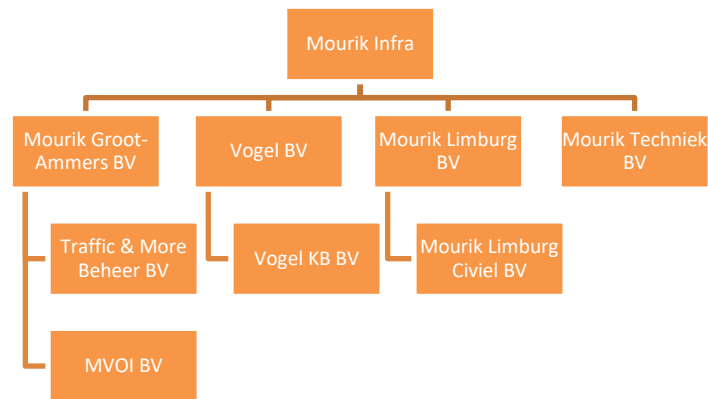 Mourik Infra
Mourik Groot-
Ammers BV
Vogel BV
Mourik Limburg
BV
Mourik Techniek
BV
Traffic & More
Beheer BV
Vogel KB BV
Mourik Limburg
Civiel BV
MVOI BV